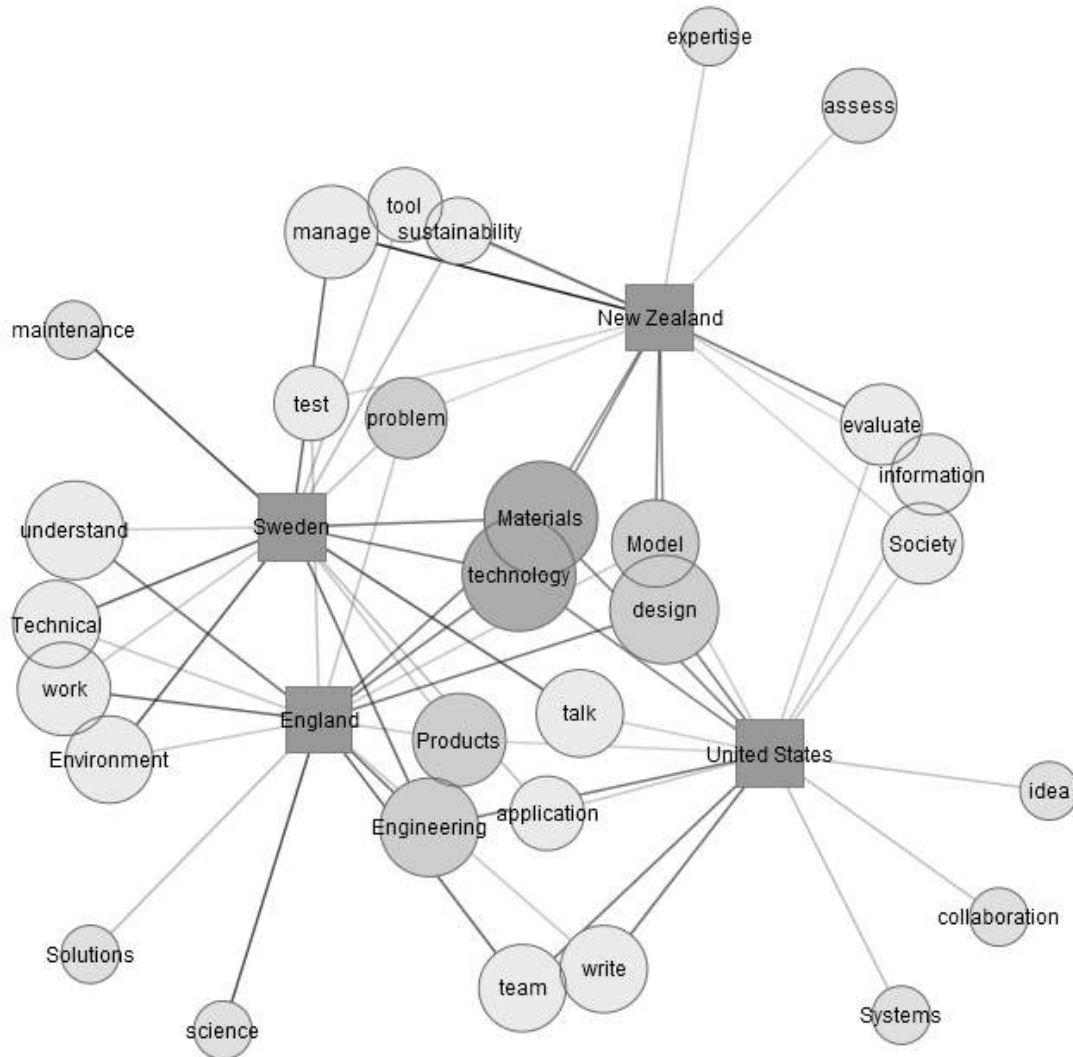 expertise
assess
tool
manage
sustainability
New Zealand
maintenance
test
problem
evaluate
information
understand
Sweden
Materials
Model
Society
technology
design
Technical
work
England
talk
Products
United States
Environment
idea
application
Engineering
collaboration
Solutions
write
team
Systems
science